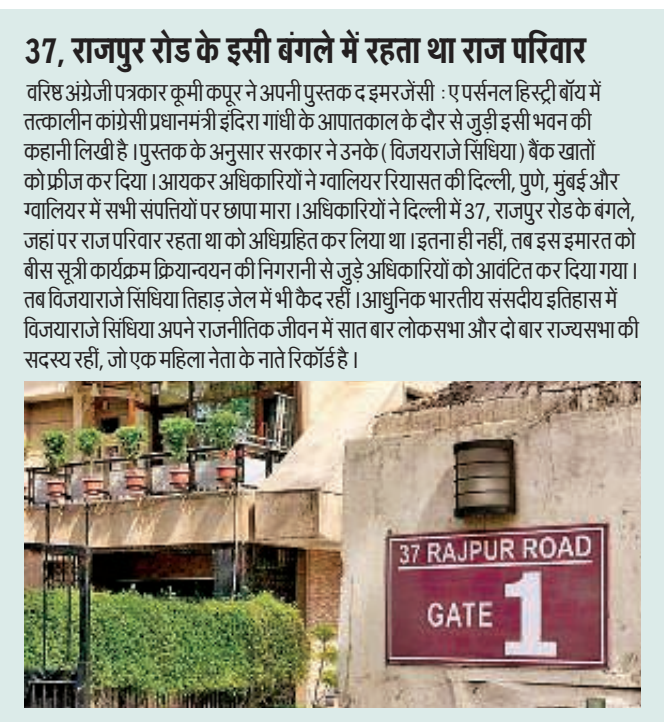 37, राजपुर रोड के इसी बंगले में रहता था राज परिवार
वरिष्ठ अंग्रेजी पत्रकार कूमी कपूर ने अपनी पुस्तक द इमरजेंसी : ए पर्सनल हिस्ट्री बॉय में
तत्कालीन कांग्रेसी प्रधानमंत्री इंदिरा गांधी के आपातकाल के दौर से जुड़ी इसी भवन की
कहानी लिखी है । पुस्तक के अनुसार सरकार ने उनके ( विजयराजे सिंधिया ) बैंक खातों
को फ्रीज कर दिया । आयकर अधिकारियों ने ग्वालियर रियासत की दिल्ली, पुणे, मुंबई और
ग्वालियर में सभी संपत्तियों पर छापा मारा । अधिकारियों ने दिल्ली में 37, राजपुर रोड के बंगले,
जहां पर राज परिवार रहता था को अधिग्रहित कर लिया था । इतना ही नहीं, तब इस इमारत को
बीस सूत्री कार्यक्रम क्रियान्वयन की निगरानी से जुड़े अधिकारियों को आवंटित कर दिया गया ।
तब विजयाराजे सिंधिया तिहाड़ जेल में भी कैद रहीं । आधुनिक भारतीय संसदीय इतिहास में
विजयाराजे सिंधिया अपने राजनीतिक जीवन में सात बार लोकसभा और दो बार राज्यसभा की
सदस्य रहीं, जो एक महिला नेता के नाते रिकॉर्ड है ।
37 RAJPUR ROAD
GATE 1